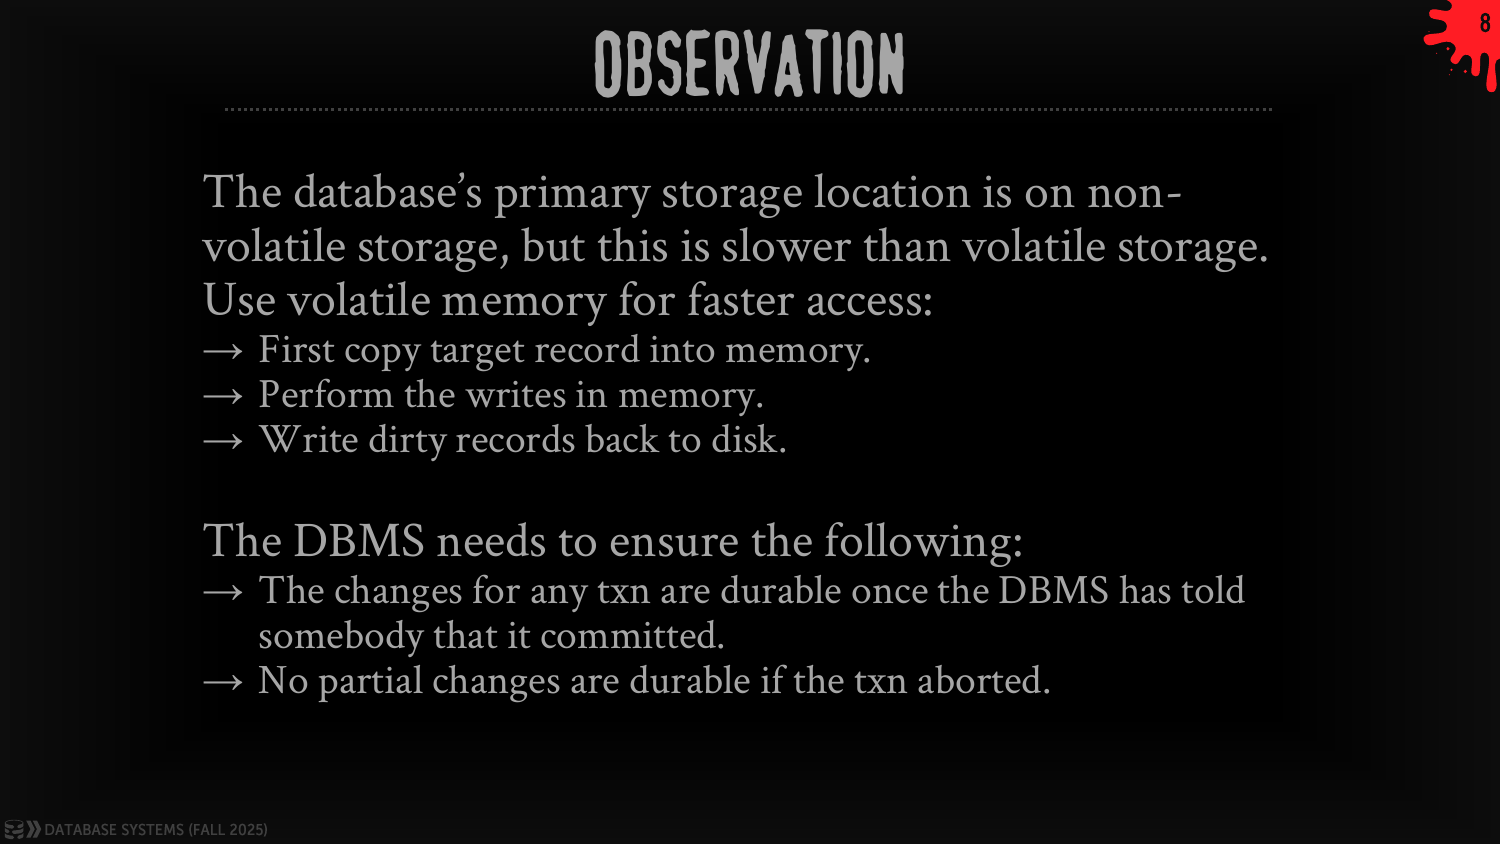 OBSERVATION
8
The database’s primary storage location is on non-
volatile storage, but this is slower than volatile storage.
Use volatile memory for faster access:
→ First copy target record into memory.
→ Perform the writes in memory.
→ Write dirty records back to disk.
The DBMS needs to ensure the following:
→ The changes for any txn are durable once the DBMS has told
somebody that it committed.
→ No partial changes are durable if the txn aborted.
DATABASE SYSTEMS (FALL 2025)